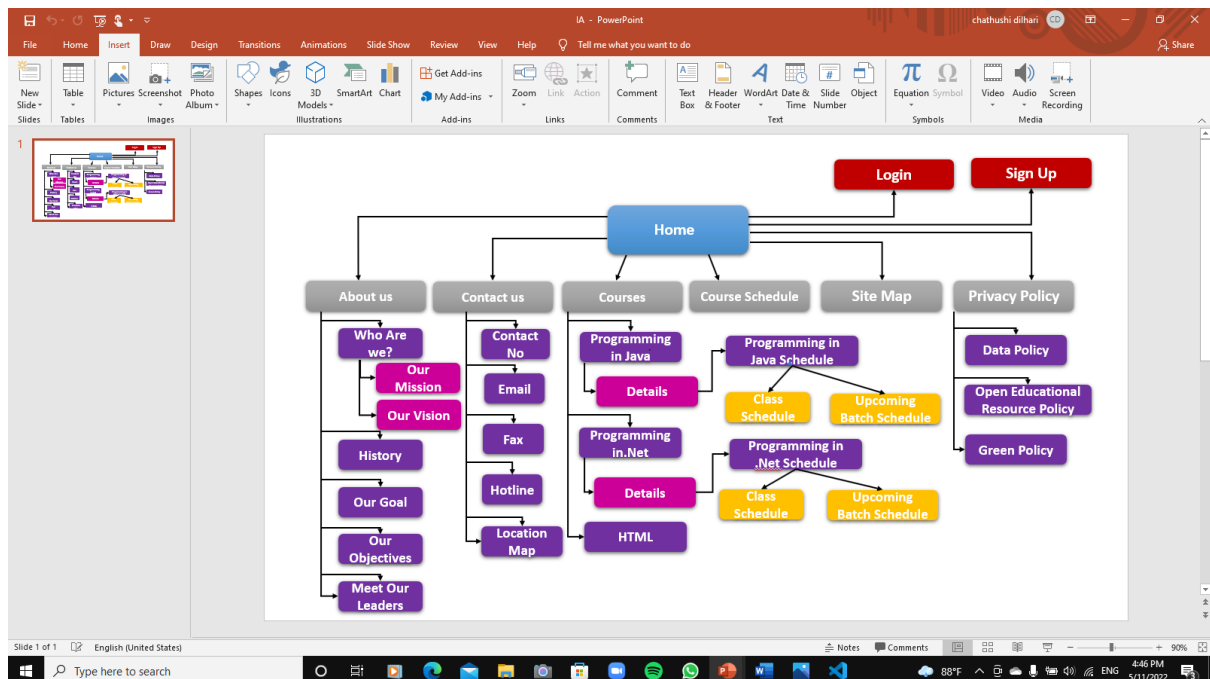 IA - PowerPoint
chathushi dilhari
CD
File Home Insert Draw Design Transitions Animations Slide Show Review View Help Tell me what you want to do
Share
New Slide
Table
Pictures
Screenshot
Photo Album
Shapes
Icons
3D Models
SmartArt
Chart
Get Add-ins
My Add-ins
Zoom
Link
Action
Comment
Text Box
Header & Footer
WordArt
Date & Time
Slide Number
Object
Equation
Symbol
Video
Audio
Screen Recording
Slides Tables Images Illustrations Add-ins Links Comments Text Symbols Media
1
Login
Sign Up
Home
About us
Contact us
Courses
Course Schedule
Site Map
Privacy Policy
Who Are
we?
Our
Mission
Our Vision
History
Our Goal
Our
Objectives
Meet Our
Leaders
Contact
No
Email
Fax
Hotline
Location
Map
Programming
in Java
Details
Programming
in.Net
Details
HTML
Programming in
Java Schedule
Class
Schedule
Upcoming
Batch Schedule
Programming in
.Net Schedule
Class
Schedule
Upcoming
Batch Schedule
Data Policy
Open Educational
Resource Policy
Green Policy
Slide 1 of 1 English (United States)
Notes Comments 90%
Type here to search
88°F ENG
4:46 PM
5/11/2022